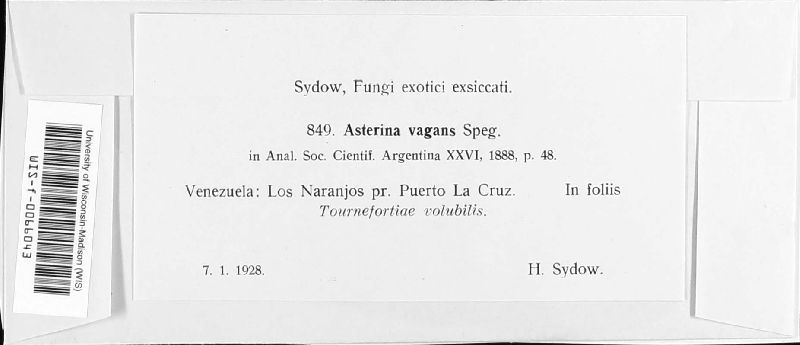 Sydow, Fungi exotici exsiccati.
849. Asterina vagans Speg.
in Anal. Soc. Cientif. Argentina XXVI, 1888, p. 48.
Venezuela: Los Naranjos pr. Puerto La Cruz. In foliis
Tournefortiae volubilis.
7. 1. 1928. H. Sydow.
University of Wisconsin-Madison (WIS)
WIS-f-0069043